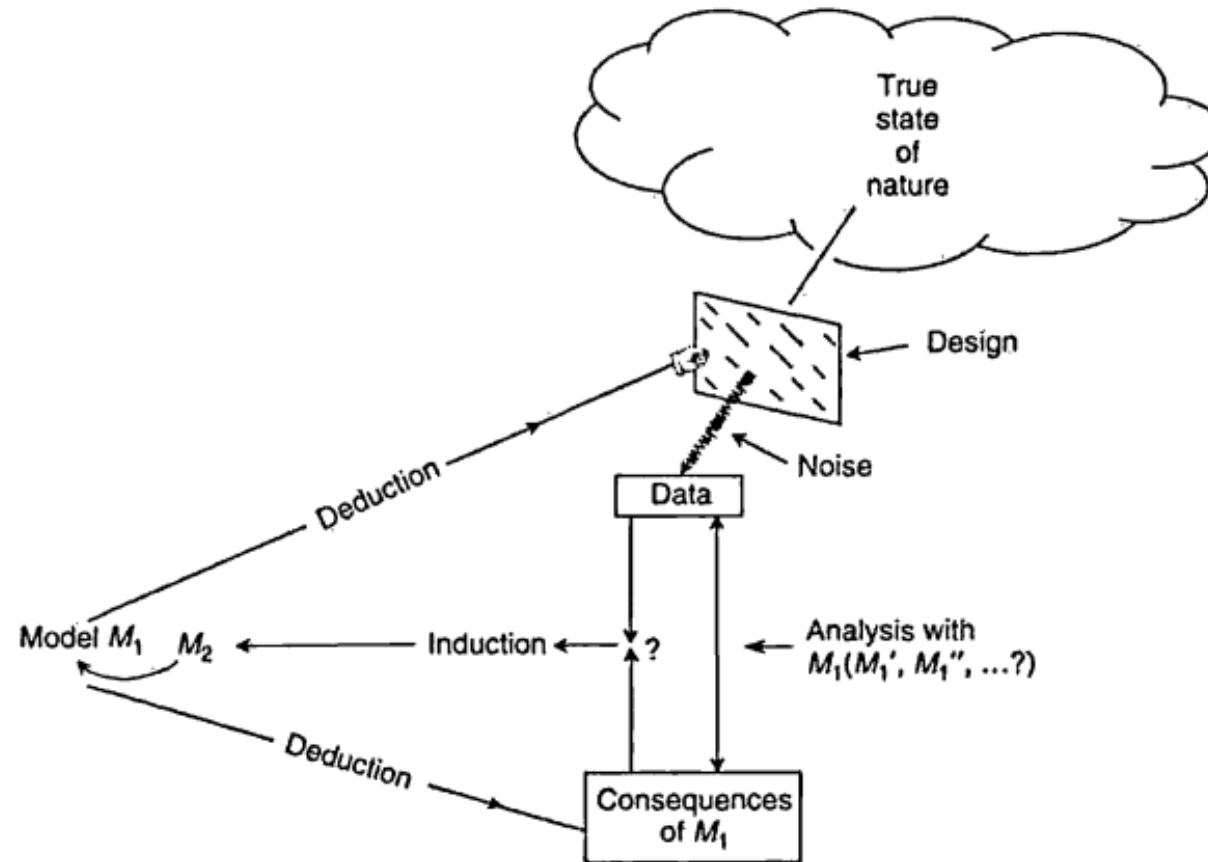 True
state
of
nature
Design
Noise
Data
Deduction
Model M₁ M₂
Induction
?
Analysis with
M₁(M₁′, M₁″, ...?)
Deduction
Consequences
of M₁